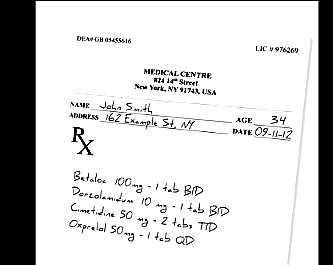 DEA# GB 05455616
LIC # 976269
MEDICAL CENTRE
824 14th Street
New York, NY 91743, USA
NAME John Smith AGE 34
ADDRESS 162 Example St, NY DATE 09-11-12
Rx
Betaloc 100mg - 1 tab BID
Dorzolamidum 10 mg - 1 tab BID
Cimetidine 50 mg - 2 tabs TID
Oxprelol 50mg - 1 tab QD